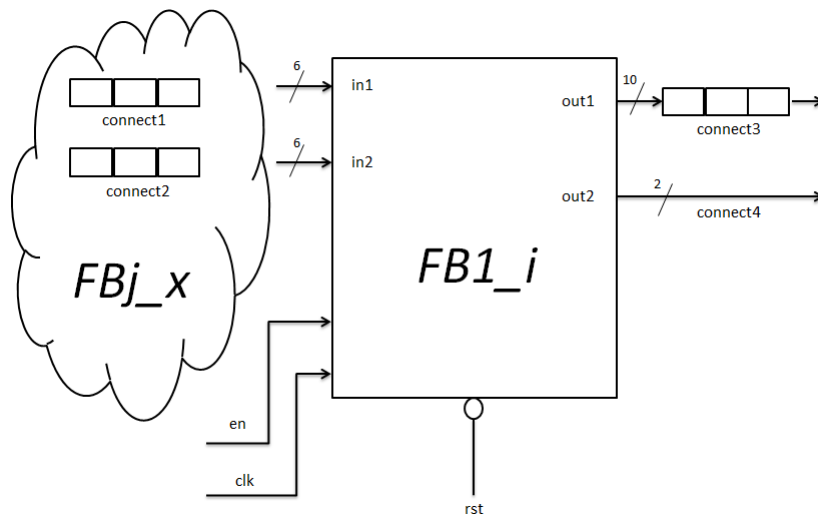 6
in1
10
out1
connect1
connect3
6
in2
connect2
2
out2
connect4
FBj_x
FB1_i
en
clk
rst